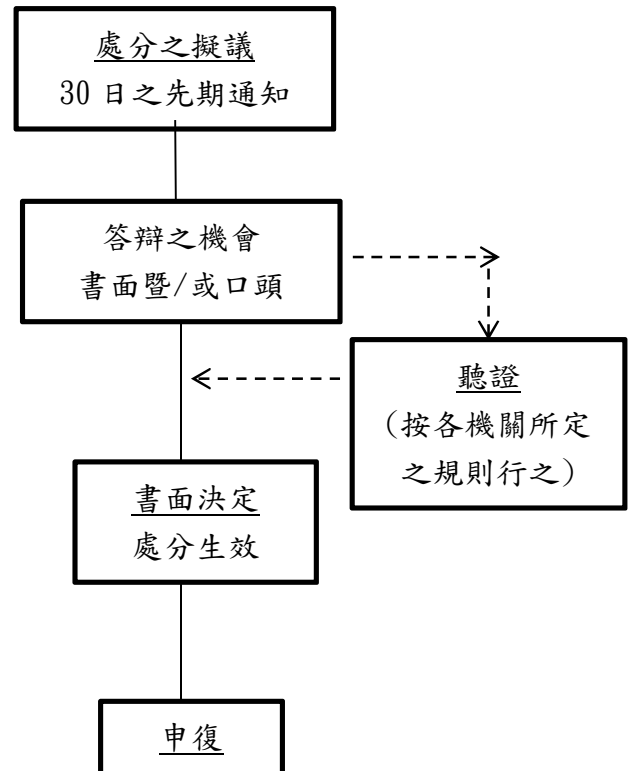 處分之擬議
30 日之先期通知
答辯之機會
書面暨/或口頭
聽證
（按各機關所定
之規則行之）
書面決定
處分生效
申復